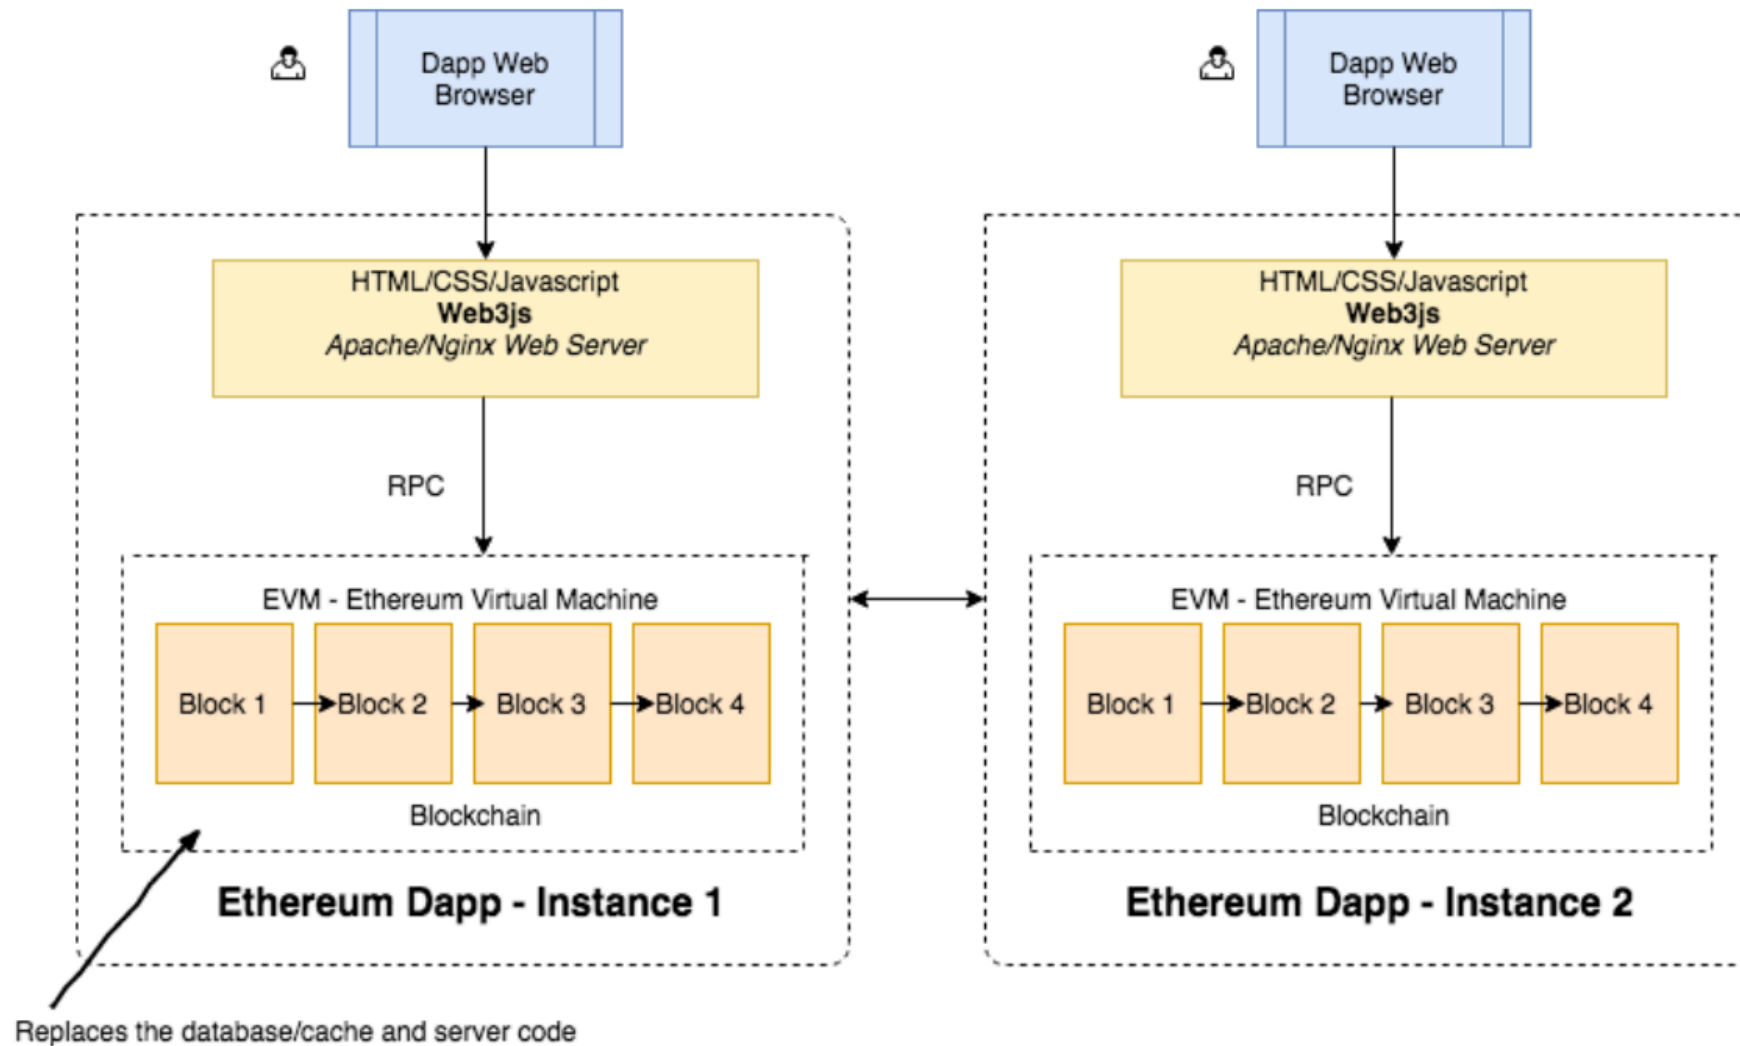 Dapp Web
Browser
HTML/CSS/Javascript
Web3js
Apache/Nginx Web Server
RPC
EVM - Ethereum Virtual Machine
Block 1
Block 2
Block 3
Block 4
Blockchain
Ethereum Dapp - Instance 1
Replaces the database/cache and server code
Dapp Web
Browser
HTML/CSS/Javascript
Web3js
Apache/Nginx Web Server
RPC
EVM - Ethereum Virtual Machine
Block 1
Block 2
Block 3
Block 4
Blockchain
Ethereum Dapp - Instance 2